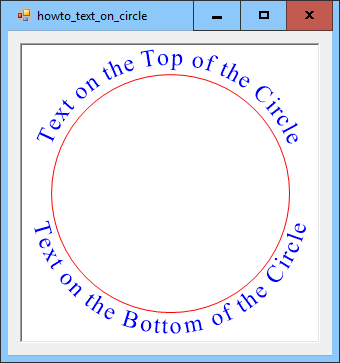 howto_text_on_circle
Text on the Top of the Circle
Text on the Bottom of the Circle